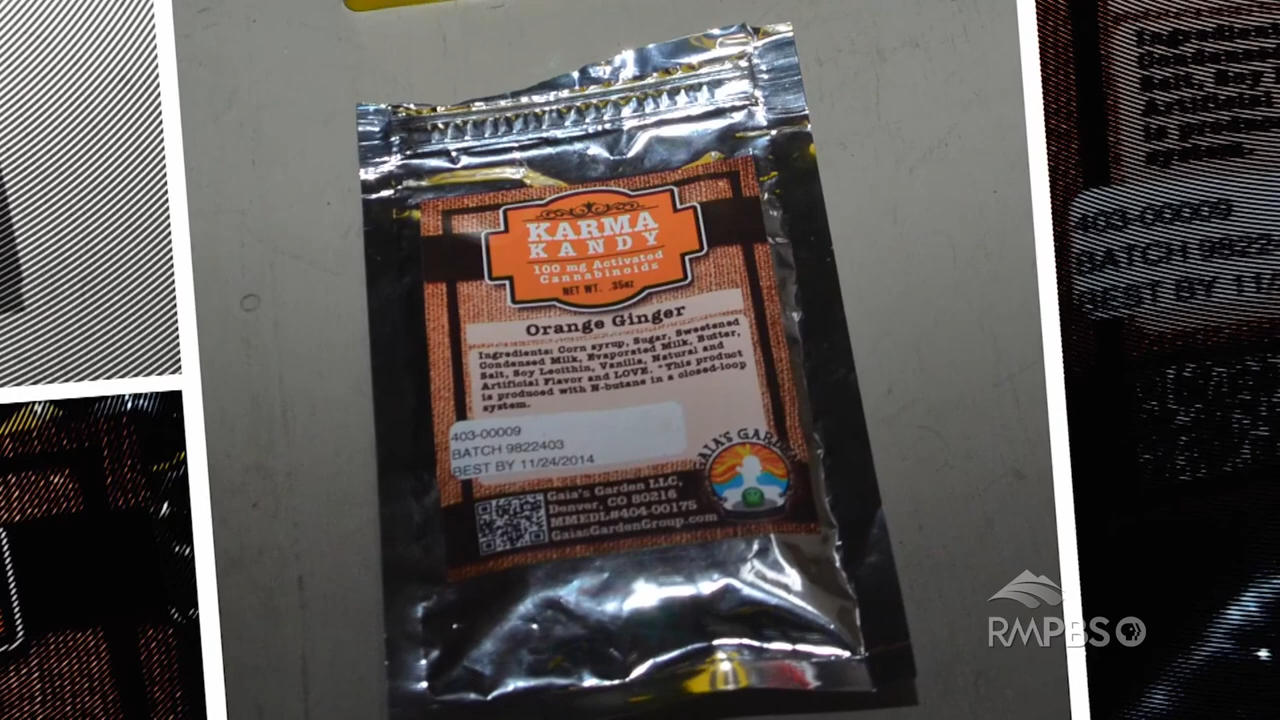 KARMA
KANDY
100 mg Activated
Cannabinoids
NET WT. .35oz
Orange Ginger
Ingredients: Corn syrup, Sugar, Sweetened
Condensed Milk, Evaporated Milk, Butter,
Salt, Soy Lecithin, Vanilla, Natural and
Artificial Flavor and LOVE. *This product
is produced with N-butane in a closed-loop
system.
403-00009
BATCH 9822403
BEST BY 11/24/2014
GAIA'S GARDEN
Gaia's Garden LLC,
Denver, CO 80216
MMEDL#404-00175
GaiasGardenGroup.com
RMPBS